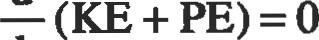 (KE + PE) = 0